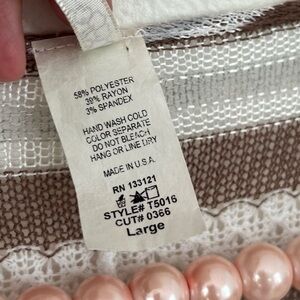 58% POLYESTER
39% RAYON
3% SPANDEX
HAND WASH COLD
COLOR SEPARATE
DO NOT BLEACH
HANG OR LINE DRY
MADE IN U.S.A.
RN 133121
STYLE# T5016
CUT# 0366
Large